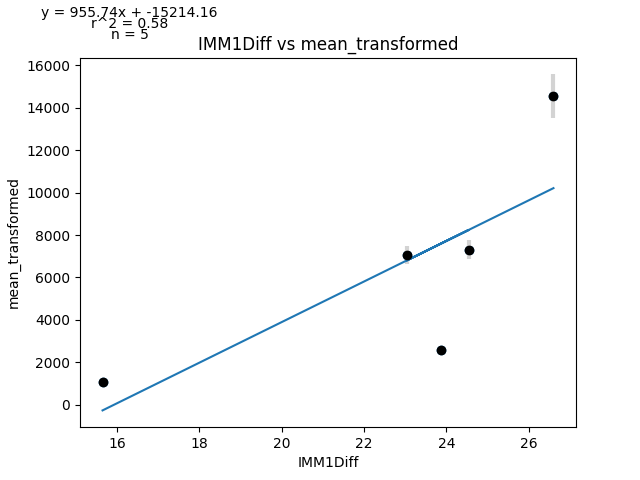 y = 955.74x + -15214.16
r^2 = 0.58
n = 5
IMM1Diff vs mean_transformed
16000
14000
12000
10000
8000
6000
4000
2000
0
mean_transformed
16
18
20
22
24
26
IMM1Diff